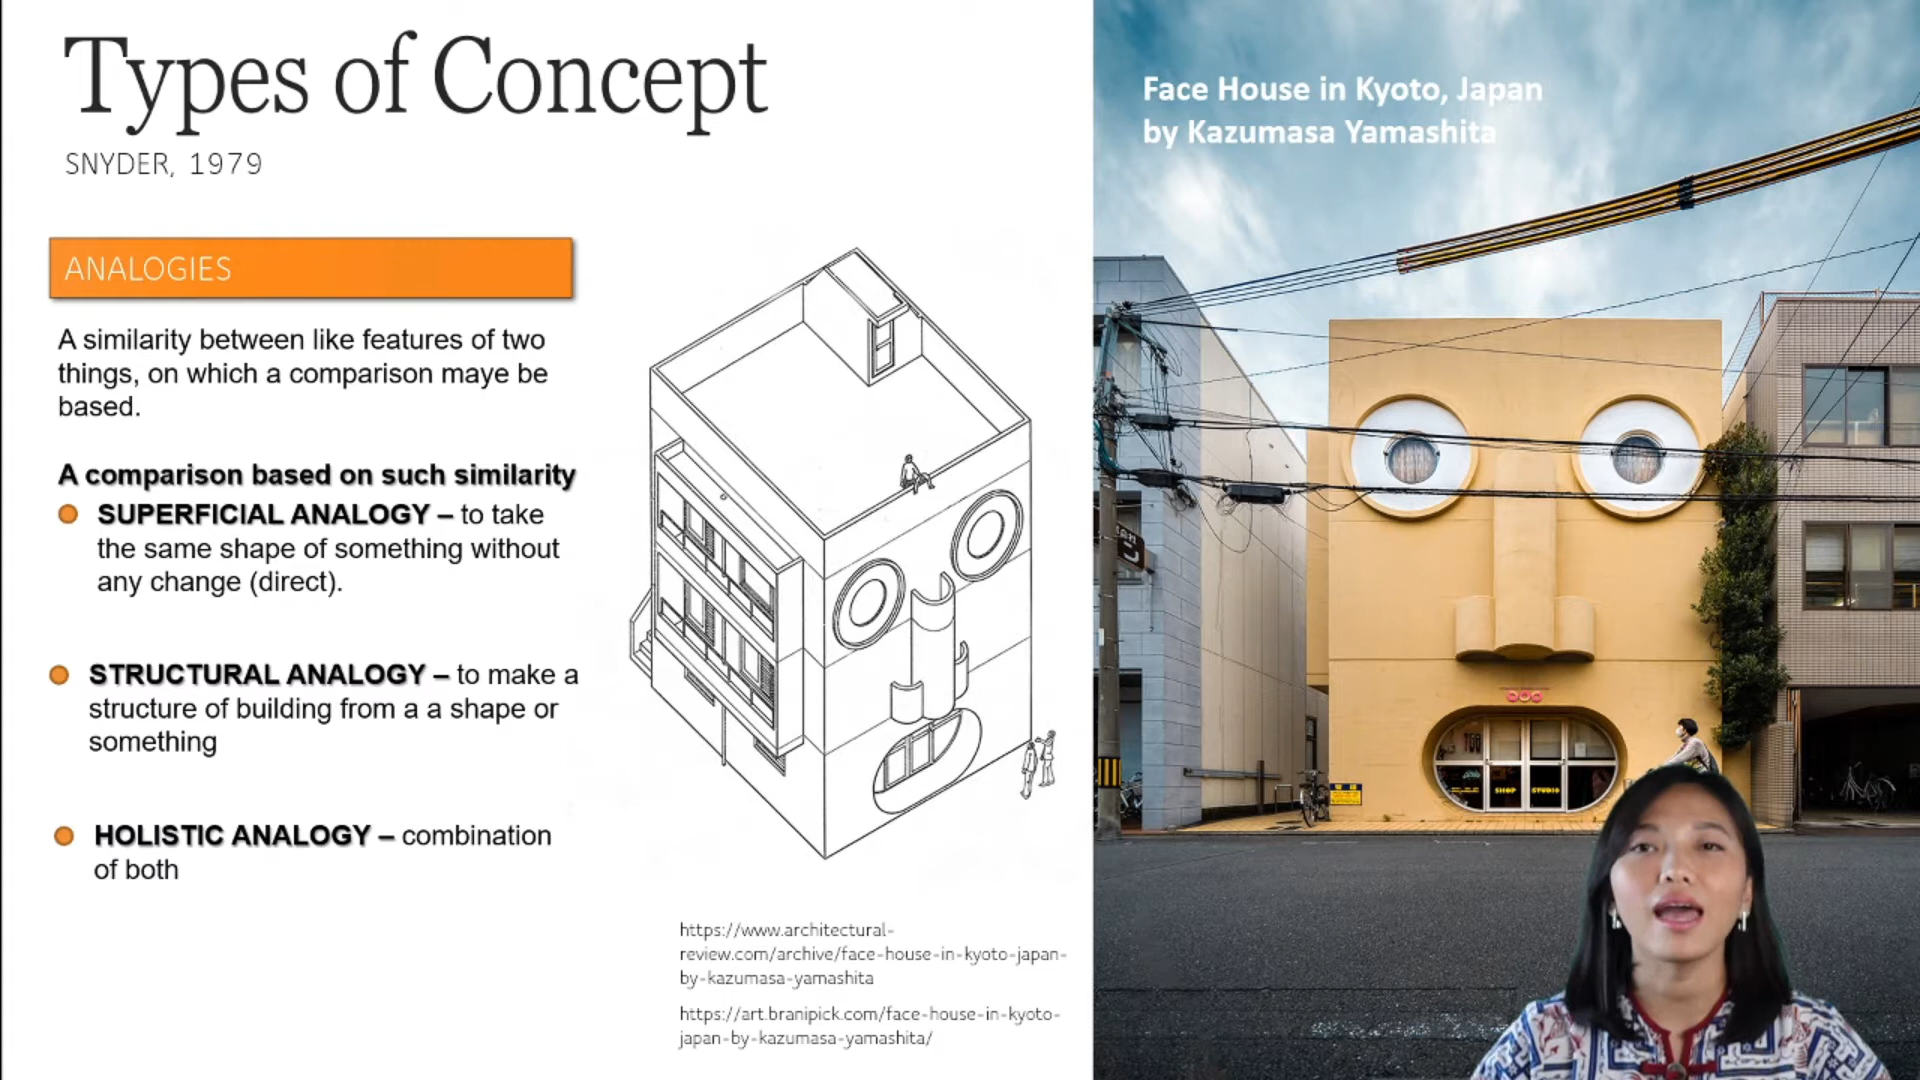 Types of Concept
SNYDER, 1979
ANALOGIES
A similarity between like features of two
things, on which a comparison maye be
based.
A comparison based on such similarity
SUPERFICIAL ANALOGY – to take
the same shape of something without
any change (direct).
STRUCTURAL ANALOGY – to make a
structure of building from a a shape or
something
HOLISTIC ANALOGY – combination
of both
https://www.architectural-
review.com/archive/face-house-in-kyoto-japan-
by-kazumasa-yamashita
https://art.branipick.com/face-house-in-kyoto-
japan-by-kazumasa-yamashita/
Face House in Kyoto, Japan
by Kazumasa Yamashita
SHOP STUDIO